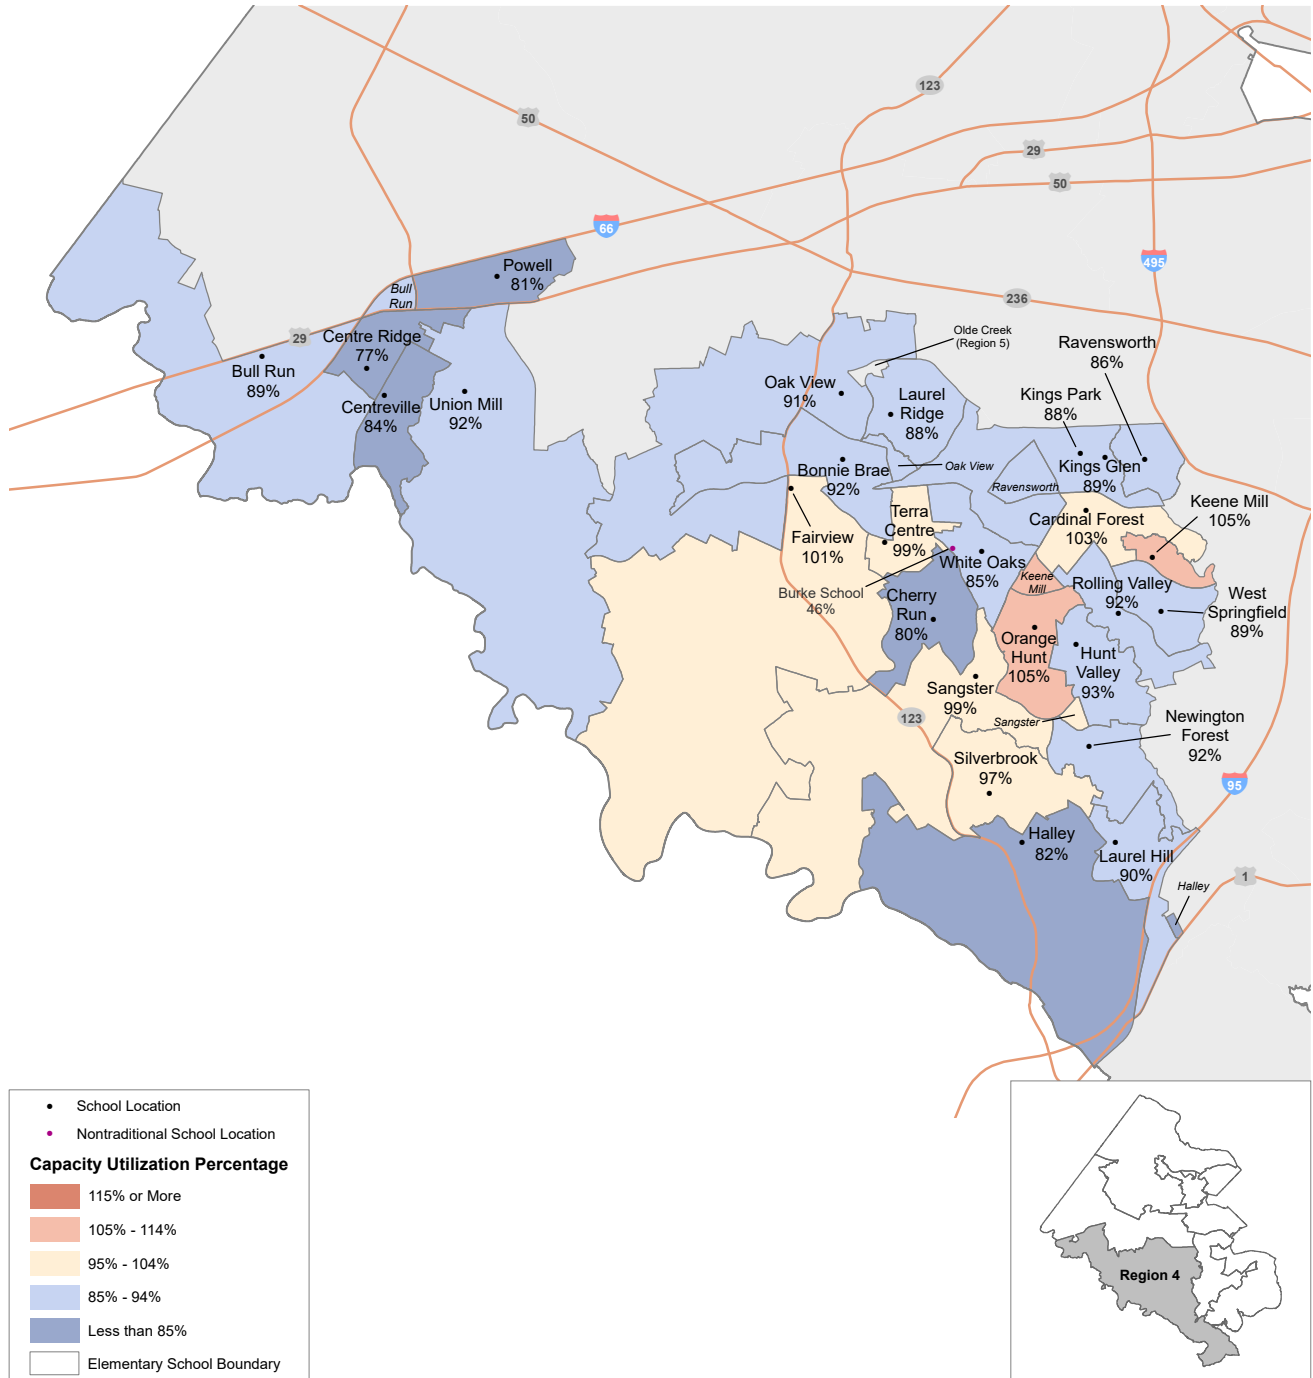 123
50
29
50
66
495
Powell
81%
Bull
Run
236
29
Centre Ridge
77%
Olde Creek
(Region 5)
Ravensworth
86%
Bull Run
89%
Oak View
91%
Laurel
Ridge
88%
Kings Park
88%
Centreville
84%
Union Mill
92%
Bonnie Brae
92%
Oak View
Kings Glen
89%
Ravensworth
Keene Mill
105%
Terra
Centre
99%
Cardinal Forest
103%
Fairview
101%
White Oaks
85%
Keene
Mill
Rolling Valley
92%
Burke School
46%
Cherry
Run
80%
West
Springfield
89%
Orange
Hunt
105%
Hunt
Valley
93%
Sangster
99%
123
Sangster
Newington
Forest
92%
Silverbrook
97%
95
Halley
82%
Laurel Hill
90%
1
Halley
School Location
Nontraditional School Location
Capacity Utilization Percentage
115% or More
105% - 114%
95% - 104%
85% - 94%
Less than 85%
Elementary School Boundary
Region 4